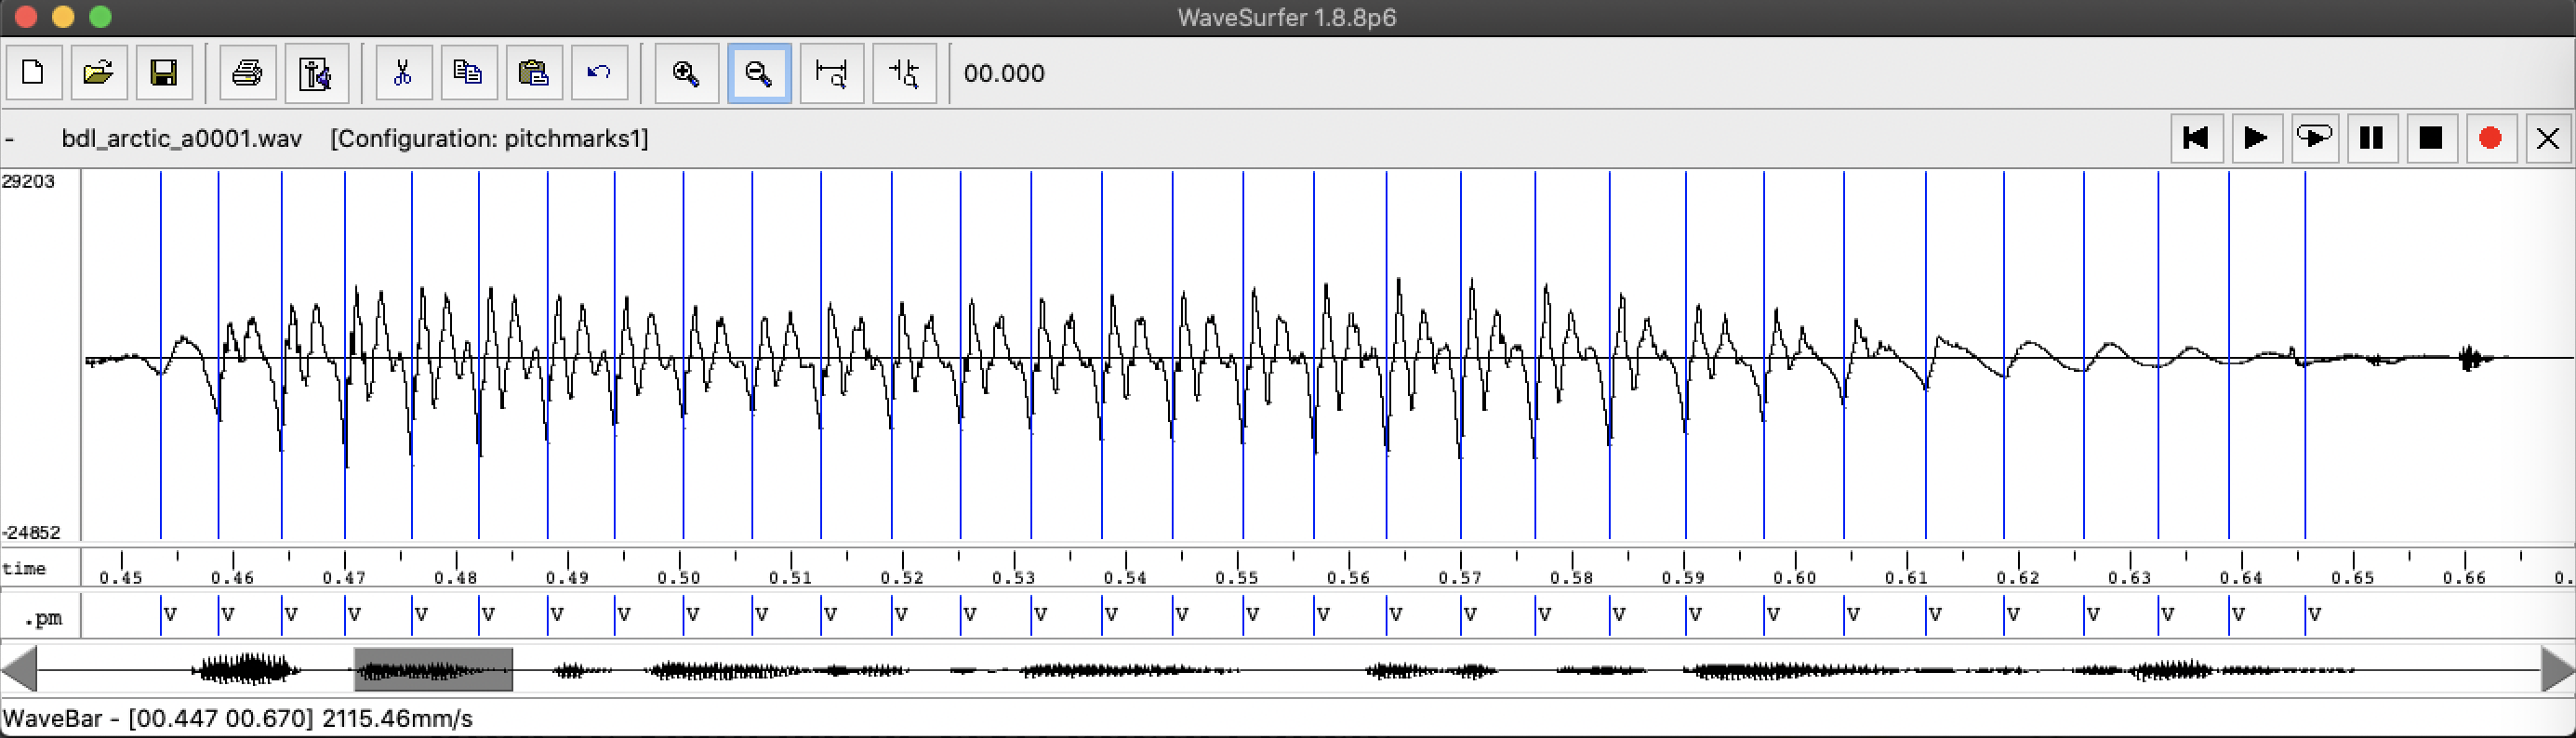 WaveSurfer 1.8.8p6
00.000
- bdl_arctic_a0001.wav [Configuration: pitchmarks1]
29203
-24852
time 0.45 0.46 0.47 0.48 0.49 0.50 0.51 0.52 0.53 0.54 0.55 0.56 0.57 0.58 0.59 0.60 0.61 0.62 0.63 0.64 0.65 0.66 0.
.pm V V V V V V V V V V V V V V V V V V V V V V V V V V V V V V V
WaveBar - [00.447 00.670] 2115.46mm/s